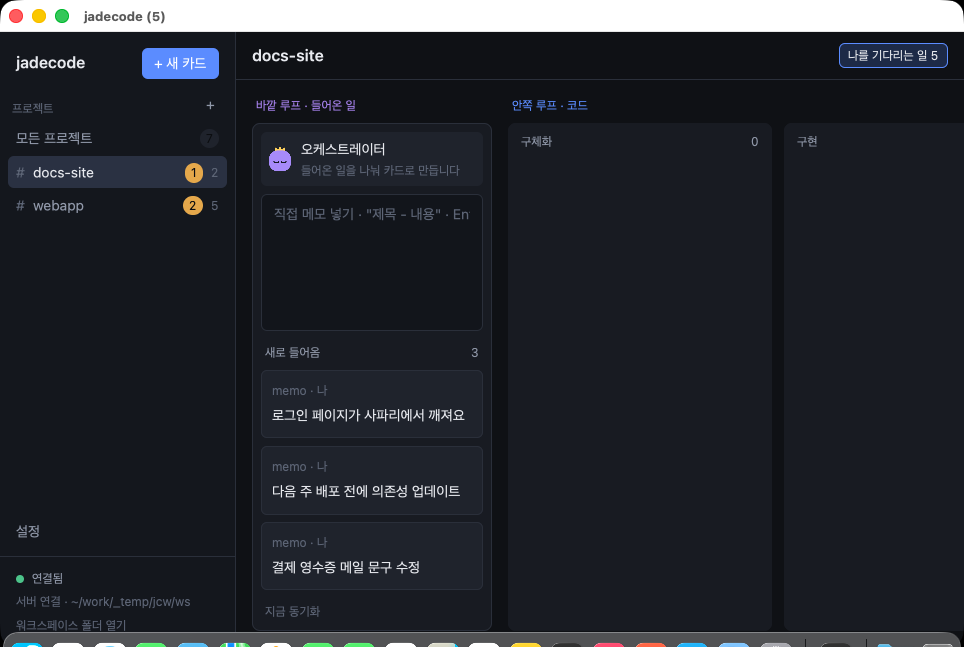 jadecode (5)
jadecode
+ 새 카드
프로젝트
+
모든 프로젝트 7
# docs-site 1 2
# webapp 2 5
설정
연결됨
서버 연결 · ~/work/_temp/jcw/ws
워크스페이스 폴더 열기
docs-site
나를 기다리는 일 5
바깥 루프 · 들어온 일
오케스트레이터
들어온 일을 나눠 카드로 만듭니다
직접 메모 넣기 · "제목 - 내용" · En
새로 들어옴 3
memo · 나
로그인 페이지가 사파리에서 깨져요
memo · 나
다음 주 배포 전에 의존성 업데이트
memo · 나
결제 영수증 메일 문구 수정
지금 동기화
안쪽 루프 · 코드
구체화 0
구현